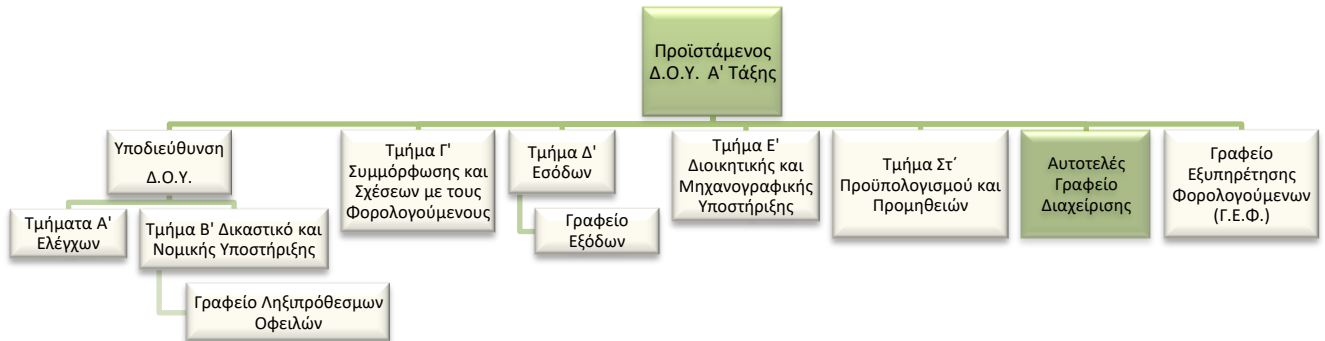 Προϊστάμενος
Δ.Ο.Υ. Α' Τάξης
Υποδιεύθυνση
Δ.Ο.Υ.
Τμήματα Α'
Ελέγχων
Τμήμα Β' Δικαστικό και
Νομικής Υποστήριξης
Γραφείο Ληξιπρόθεσμων
Οφειλών
Τμήμα Γ'
Συμμόρφωσης και
Σχέσεων με τους
Φορολογούμενους
Τμήμα Δ'
Εσόδων
Γραφείο
Εξόδων
Τμήμα Ε'
Διοικητικής και
Μηχανογραφικής
Υποστήριξης
Τμήμα Στ΄
Προϋπολογισμού και
Προμηθειών
Αυτοτελές
Γραφείο
Διαχείρισης
Γραφείο
Εξυπηρέτησης
Φορολογούμενων
(Γ.Ε.Φ.)